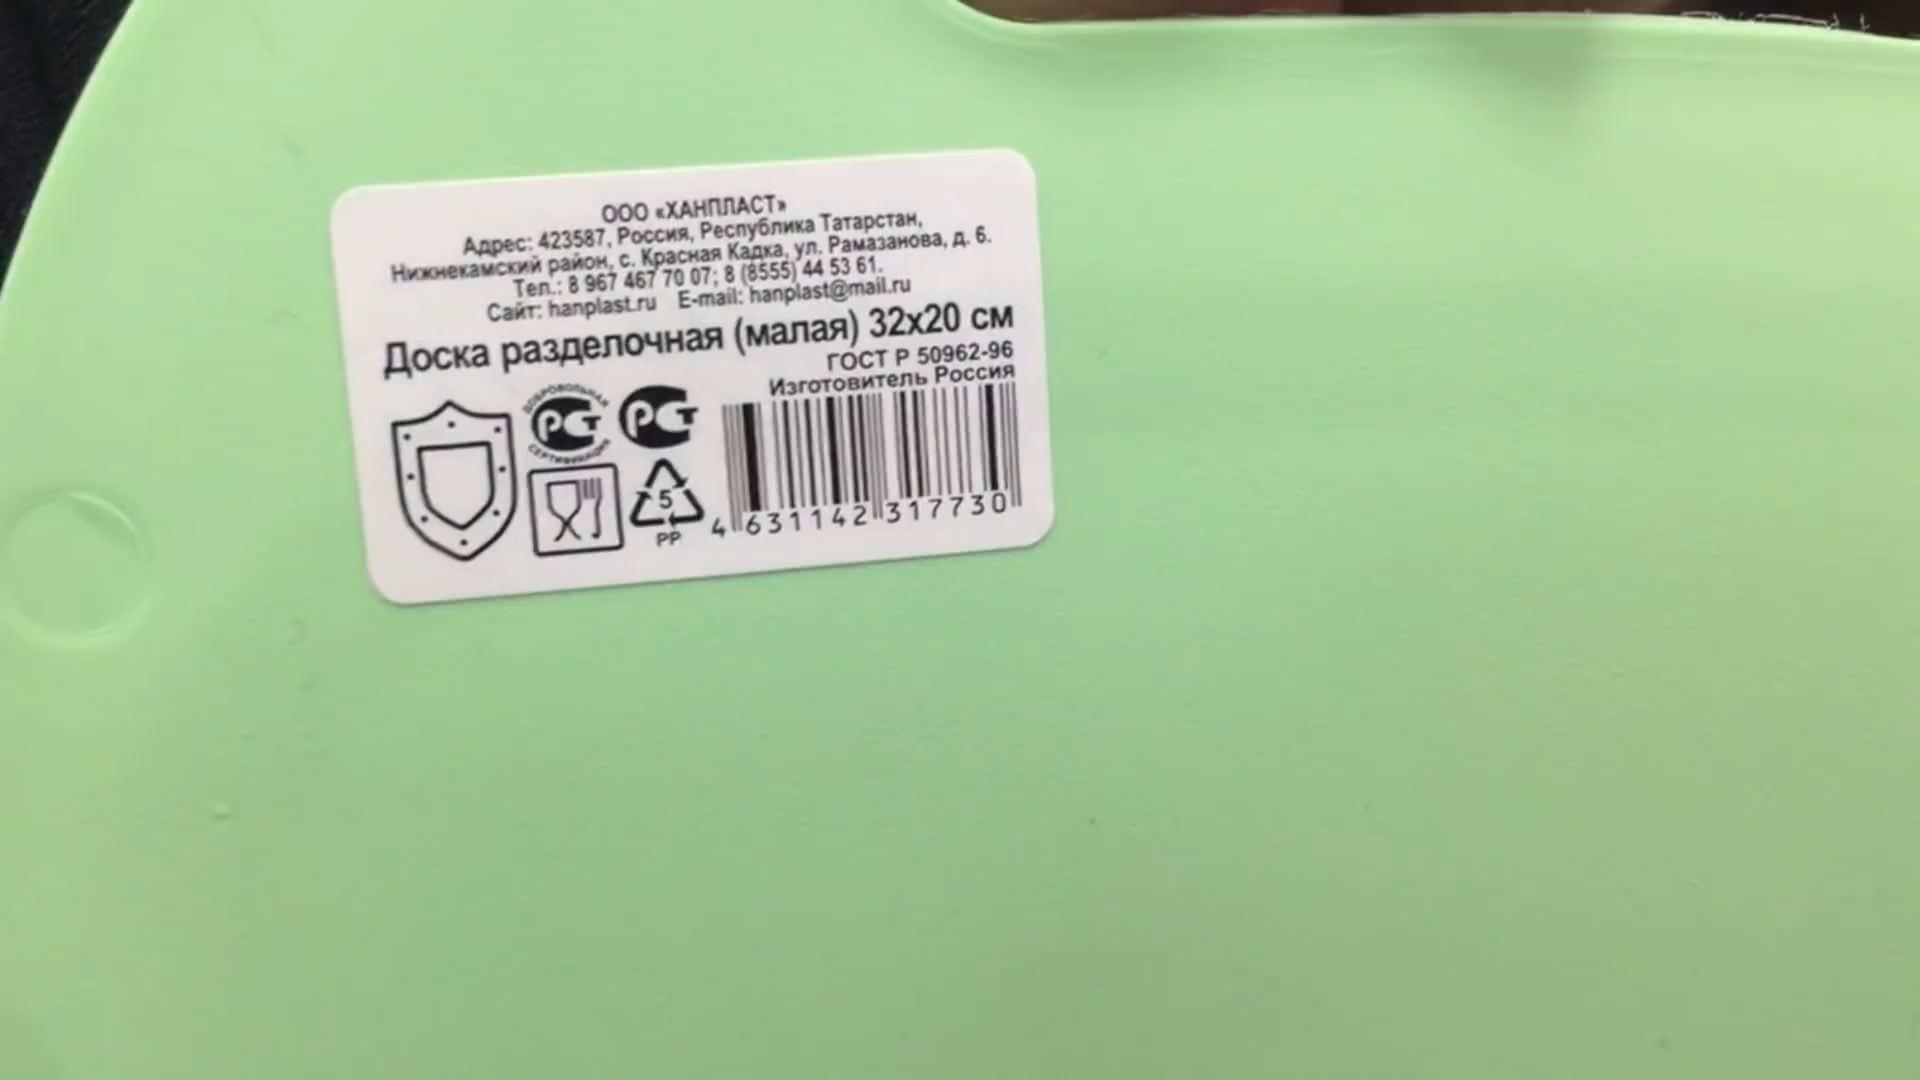 ООО «ХАНПЛАСТ»
Адрес: 423587, Россия, Республика Татарстан,
Нижнекамский район, с. Красная Кадка, ул. Рамазанова, д. 6.
Тел.: 8 967 467 70 07; 8 (8555) 44 53 61.
Сайт: hanplast.ru E-mail: hanplast@mail.ru
Доска разделочная (малая) 32х20 см
ГОСТ Р 50962-96
Изготовитель Россия
ДОБРОВОЛЬНАЯ
РСТ
СЕРТИФИКАЦИЯ
РСТ
5
PP
4 631142 317730